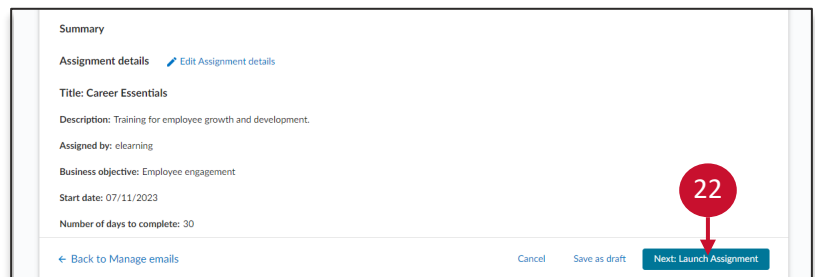 Summary
Assignment details Edit Assignment details
Title: Career Essentials
Description: Training for employee growth and development.
Assigned by: elearning
Business objective: Employee engagement
Start date: 07/11/2023
22
Number of days to complete: 30
← Back to Manage emails Cancel Save as draft Next: Launch Assignment